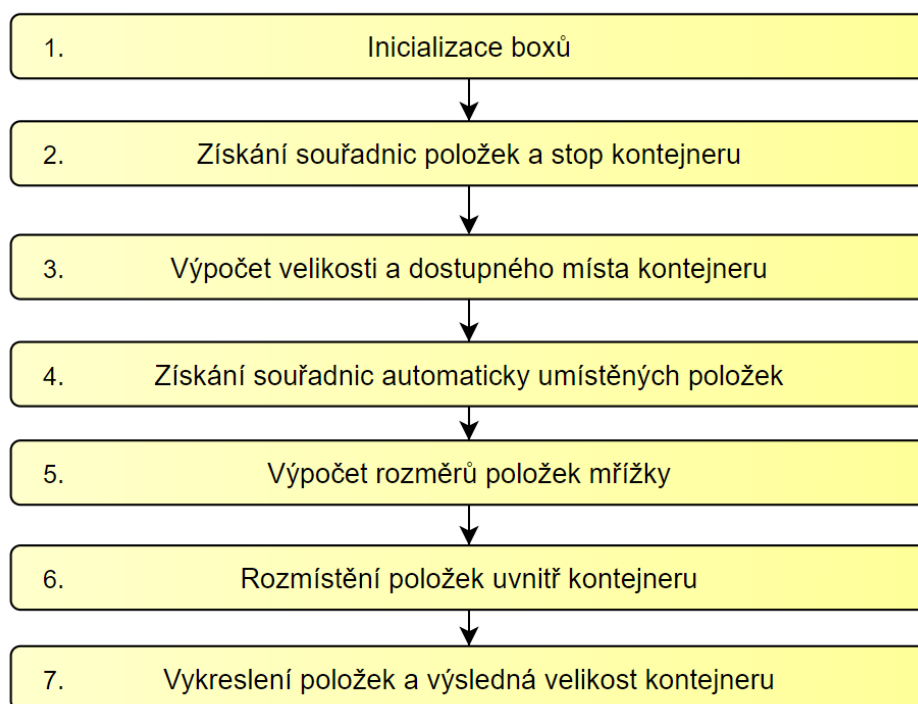 1. Inicializace boxů
2. Získání souřadnic položek a stop kontejneru
3. Výpočet velikosti a dostupného místa kontejneru
4. Získání souřadnic automaticky umístěných položek
5. Výpočet rozměrů položek mřížky
6. Rozmístění položek uvnitř kontejneru
7. Vykreslení položek a výsledná velikost kontejneru